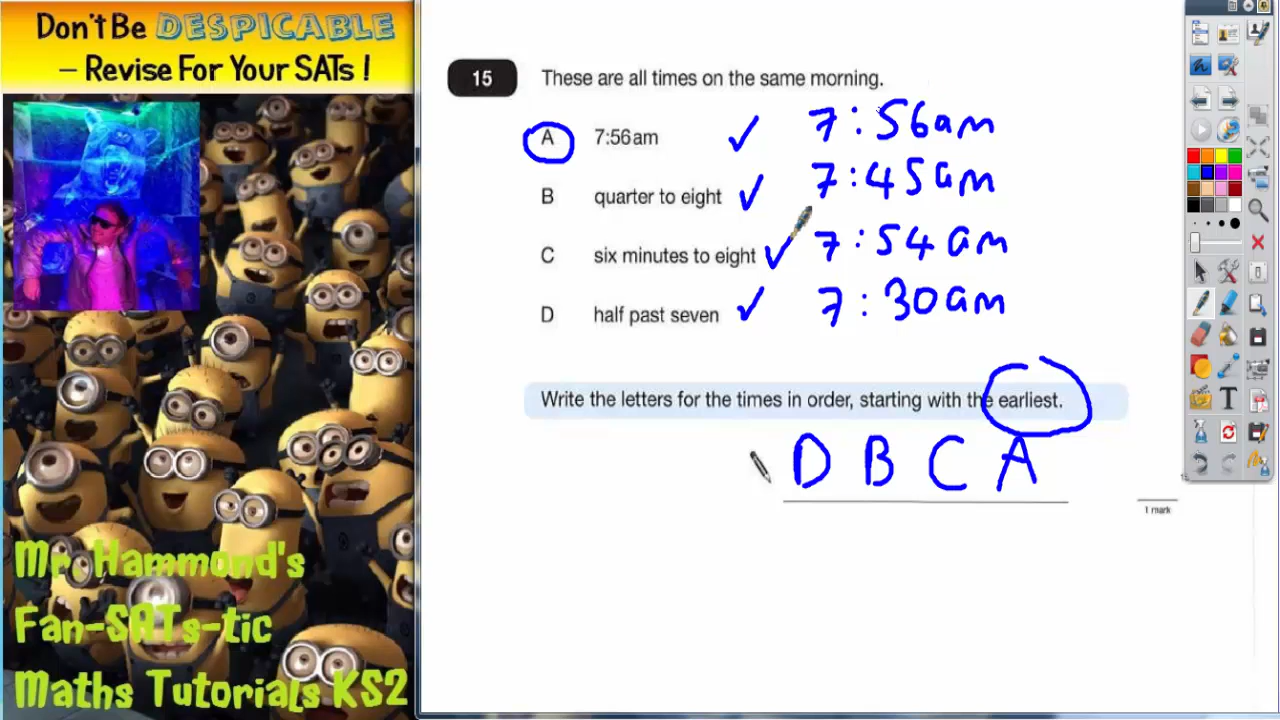 Don't Be DESPICABLE
– Revise For Your SATs !
Mr. Hammond's
Fan-SATs-tic
Maths Tutorials KS2
15 These are all times on the same morning.
A 7:56am ✓ 7:56am
B quarter to eight ✓ 7:45am
C six minutes to eight ✓ 7:54am
D half past seven ✓ 7:30am
Write the letters for the times in order, starting with the earliest.
D B C A
1 mark